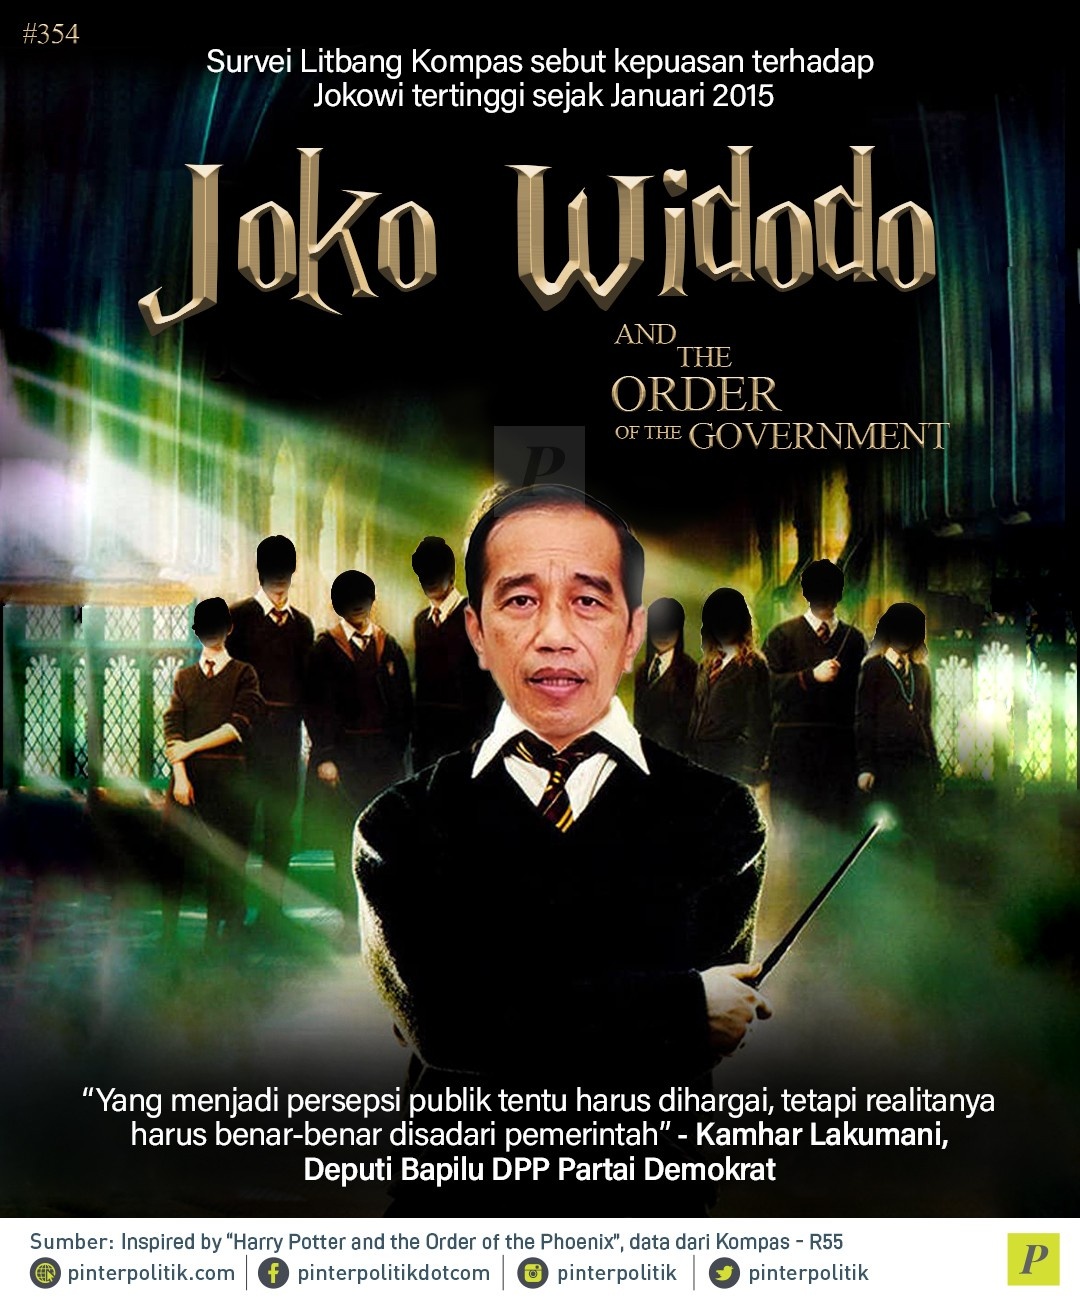 #354
Survei Litbang Kompas sebut kepuasan terhadap
Jokowi tertinggi sejak Januari 2015
Joko Widodo
AND
THE
ORDER
OF THE GOVERNMENT
P
“Yang menjadi persepsi publik tentu harus dihargai, tetapi realitanya
harus benar-benar disadari pemerintah” - Kamhar Lakumani,
Deputi Bapilu DPP Partai Demokrat
Sumber: Inspired by “Harry Potter and the Order of the Phoenix”, data dari Kompas - R55
pinterpolitik.com | pinterpolitikdotcom | pinterpolitik | pinterpolitik
P